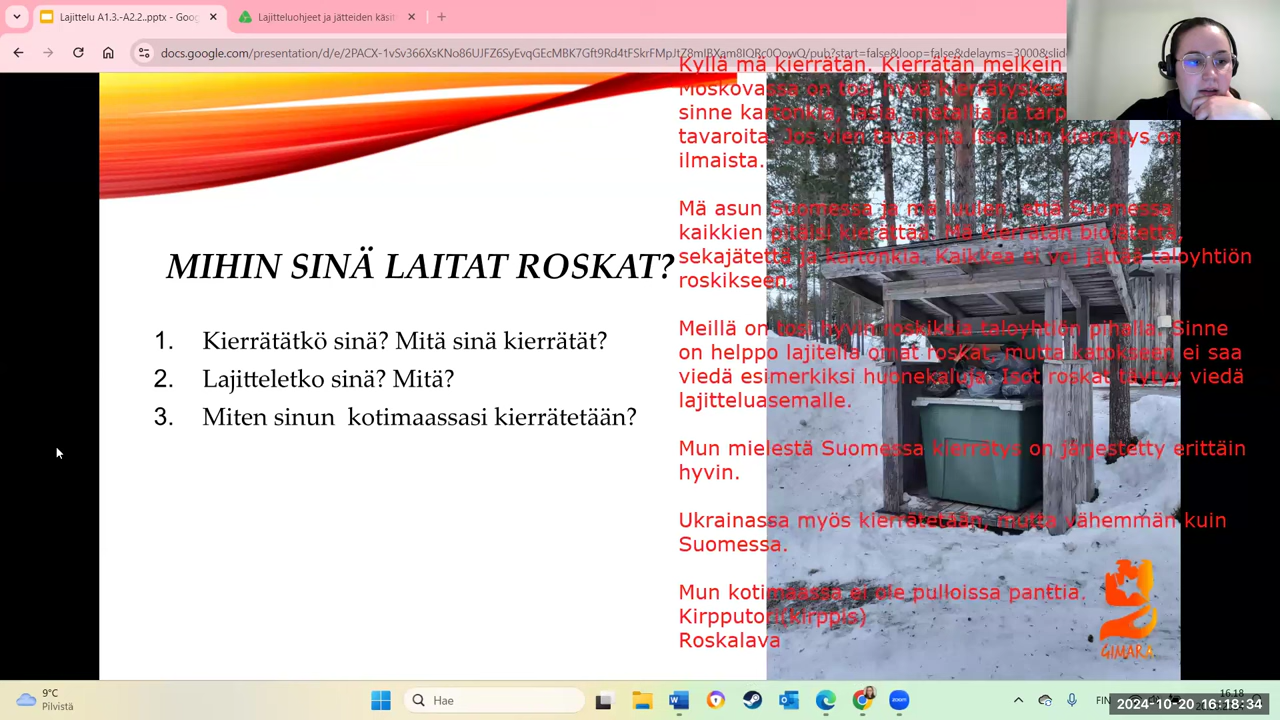 Lajittelu A1.3.-A2.2..pptx - Goo
Lajitteluohjeet ja jätteiden käsit
docs.google.com/presentation/d/e/2PACX-1vSv366XsKNo86UJFZ6SyEvqGEcMBK7Gft9Rd4tFSkrFMpJtZ8mIBXam8IQRc0OowQ/pub?start=false&loop=false&delayms=3000&slid
Kyllä mä kierrätän. Kierrätän melkein
Moskovassa on tosi hyvä kierrätyskes
sinne kartonkia, lasia, metallia ja tarp
tavaroita. Jos vien tavaroita itse niin kierrätys on
ilmaista.
Mä asun Suomessa ja mä luulen, että Suomessa
kaikkien pitäisi kierättää. Mä kierrätän biojätettä,
sekajätettä ja kartonkia. Kaikkea ei voi jättää taloyhtiön
roskikseen.
MIHIN SINÄ LAITAT ROSKAT?
1. Kierrätätkö sinä? Mitä sinä kierrätät?
2. Lajitteletko sinä? Mitä?
3. Miten sinun kotimaassasi kierrätetään?
Meillä on tosi hyvin roskiksia taloyhtiön pihalla. Sinne
on helppo lajitella omat roskat, mutta katokseen ei saa
viedä esimerkiksi huonekaluja. Isot roskat täytyy viedä
lajitteluasemalle.
Mun mielestä Suomessa kierrätys on järjestetty erittäin
hyvin.
Ukrainassa myös kierrätetään, mutta vähemmän kuin
Suomessa.
Mun kotimaassa ei ole pulloissa panttia.
Kirpputori(kirppis)
Roskalava
GIMARA
9°C
Pilvistä
Hae
FIN
16.18
2024-10-20 16:18:34